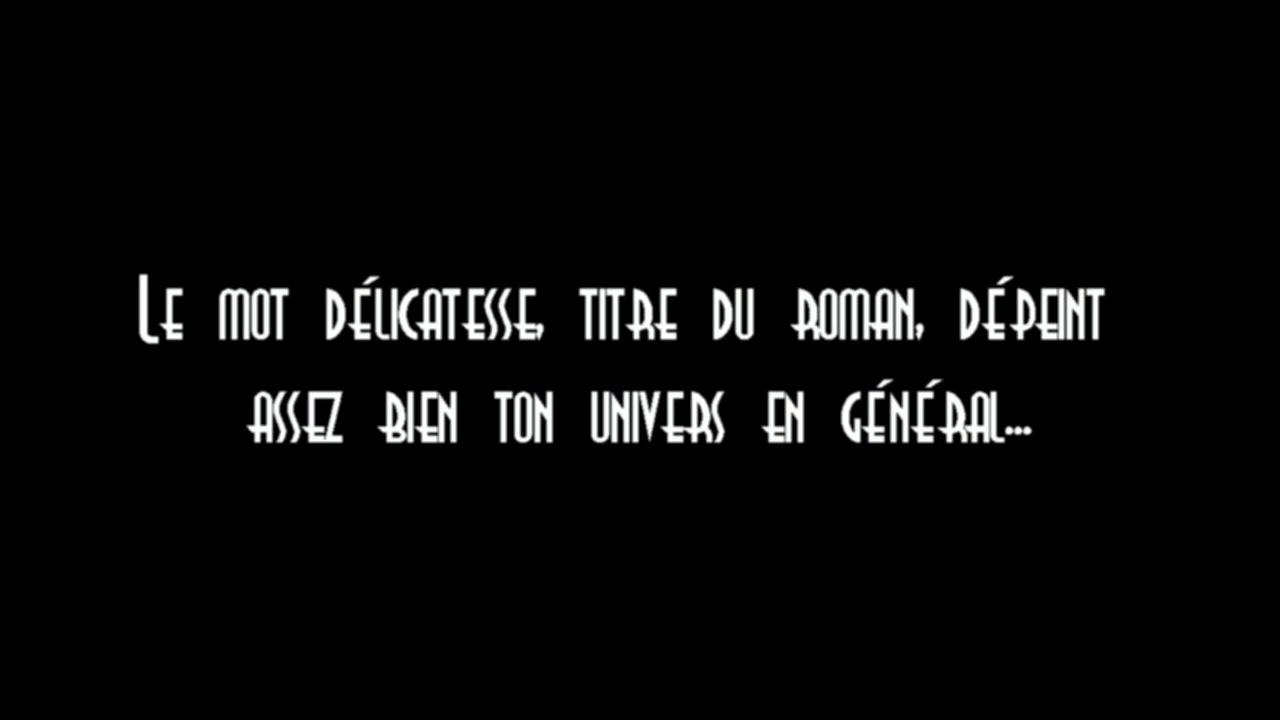 Le mot délicatesse, titre du roman, dépeint
assez bien ton univers en général...